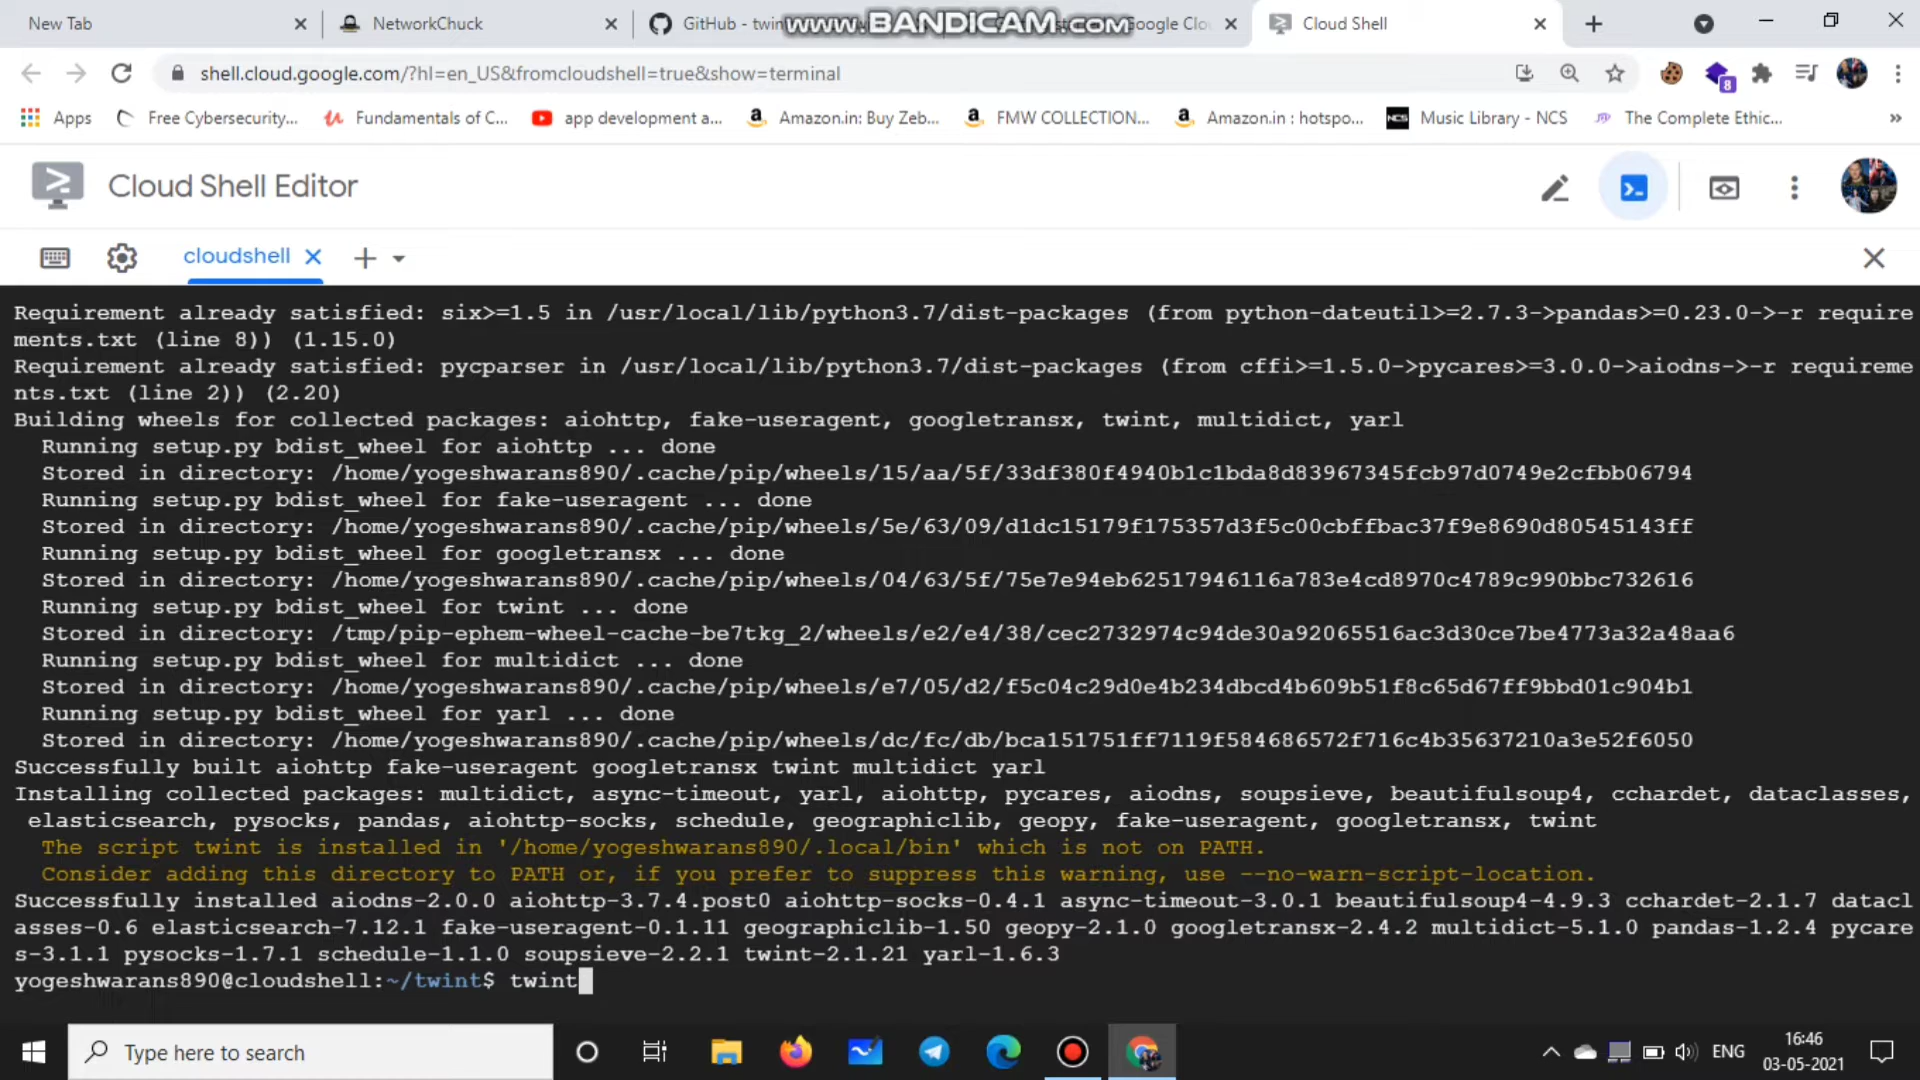 New Tab
NetworkChuck
GitHub - twin
www.BANDICAM.com
Google Clo
Cloud Shell
shell.cloud.google.com/?hl=en_US&fromcloudshell=true&show=terminal
8
Apps
Free Cybersecurity...
Fundamentals of C...
app development a...
Amazon.in: Buy Zeb...
FMW COLLECTION...
Amazon.in : hotspo...
NCS
Music Library - NCS
The Complete Ethic...
Cloud Shell Editor
cloudshell
Requirement already satisfied: six>=1.5 in /usr/local/lib/python3.7/dist-packages (from python-dateutil>=2.7.3->pandas>=0.23.0->-r require
ments.txt (line 8)) (1.15.0)
Requirement already satisfied: pycparser in /usr/local/lib/python3.7/dist-packages (from cffi>=1.5.0->pycares>=3.0.0->aiodns->-r requireme
nts.txt (line 2)) (2.20)
Building wheels for collected packages: aiohttp, fake-useragent, googletransx, twint, multidict, yarl
Running setup.py bdist_wheel for aiohttp ... done
Stored in directory: /home/yogeshwarans890/.cache/pip/wheels/15/aa/5f/33df380f4940b1c1bda8d83967345fcb97d0749e2cfbb06794
Running setup.py bdist_wheel for fake-useragent ... done
Stored in directory: /home/yogeshwarans890/.cache/pip/wheels/5e/63/09/d1dc15179f175357d3f5c00cbffbac37f9e8690d80545143ff
Running setup.py bdist_wheel for googletransx ... done
Stored in directory: /home/yogeshwarans890/.cache/pip/wheels/04/63/5f/75e7e94eb62517946116a783e4cd8970c4789c990bbc732616
Running setup.py bdist_wheel for twint ... done
Stored in directory: /tmp/pip-ephem-wheel-cache-be7tkg_2/wheels/e2/e4/38/cec2732974c94de30a92065516ac3d30ce7be4773a32a48aa6
Running setup.py bdist_wheel for multidict ... done
Stored in directory: /home/yogeshwarans890/.cache/pip/wheels/e7/05/d2/f5c04c29d0e4b234dbcd4b609b51f8c65d67ff9bbd01c904b1
Running setup.py bdist_wheel for yarl ... done
Stored in directory: /home/yogeshwarans890/.cache/pip/wheels/dc/fc/db/bca151751ff7119f584686572f716c4b35637210a3e52f6050
Successfully built aiohttp fake-useragent googletransx twint multidict yarl
Installing collected packages: multidict, async-timeout, yarl, aiohttp, pycares, aiodns, soupsieve, beautifulsoup4, cchardet, dataclasses,
elasticsearch, pysocks, pandas, aiohttp-socks, schedule, geographiclib, geopy, fake-useragent, googletransx, twint
The script twint is installed in '/home/yogeshwarans890/.local/bin' which is not on PATH.
Consider adding this directory to PATH or, if you prefer to suppress this warning, use --no-warn-script-location.
Successfully installed aiodns-2.0.0 aiohttp-3.7.4.post0 aiohttp-socks-0.4.1 async-timeout-3.0.1 beautifulsoup4-4.9.3 cchardet-2.1.7 datacl
asses-0.6 elasticsearch-7.12.1 fake-useragent-0.1.11 geographiclib-1.50 geopy-2.1.0 googletransx-2.4.2 multidict-5.1.0 pandas-1.2.4 pycare
s-3.1.1 pysocks-1.7.1 schedule-1.1.0 soupsieve-2.2.1 twint-2.1.21 yarl-1.6.3
yogeshwarans890@cloudshell:~/twint$ twint
Type here to search
ENG
16:46
03-05-2021